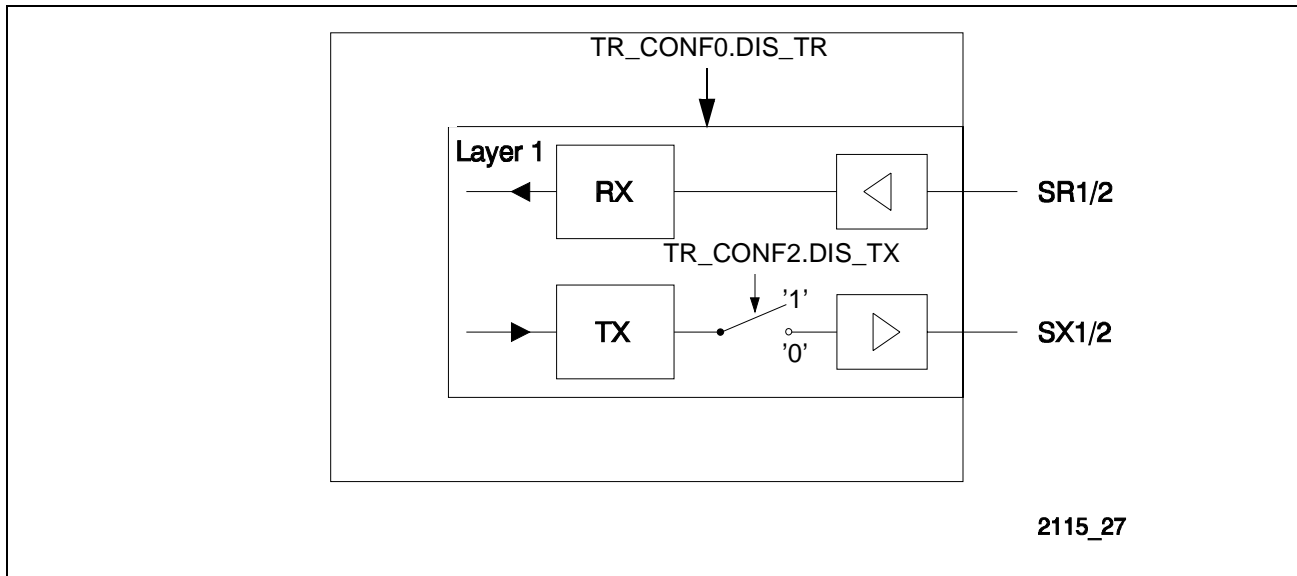 TR_CONF0.DIS_TR
Layer 1
RX
SR1/2
TR_CONF2.DIS_TX
’1’
TX
’0’
SX1/2
2115_27